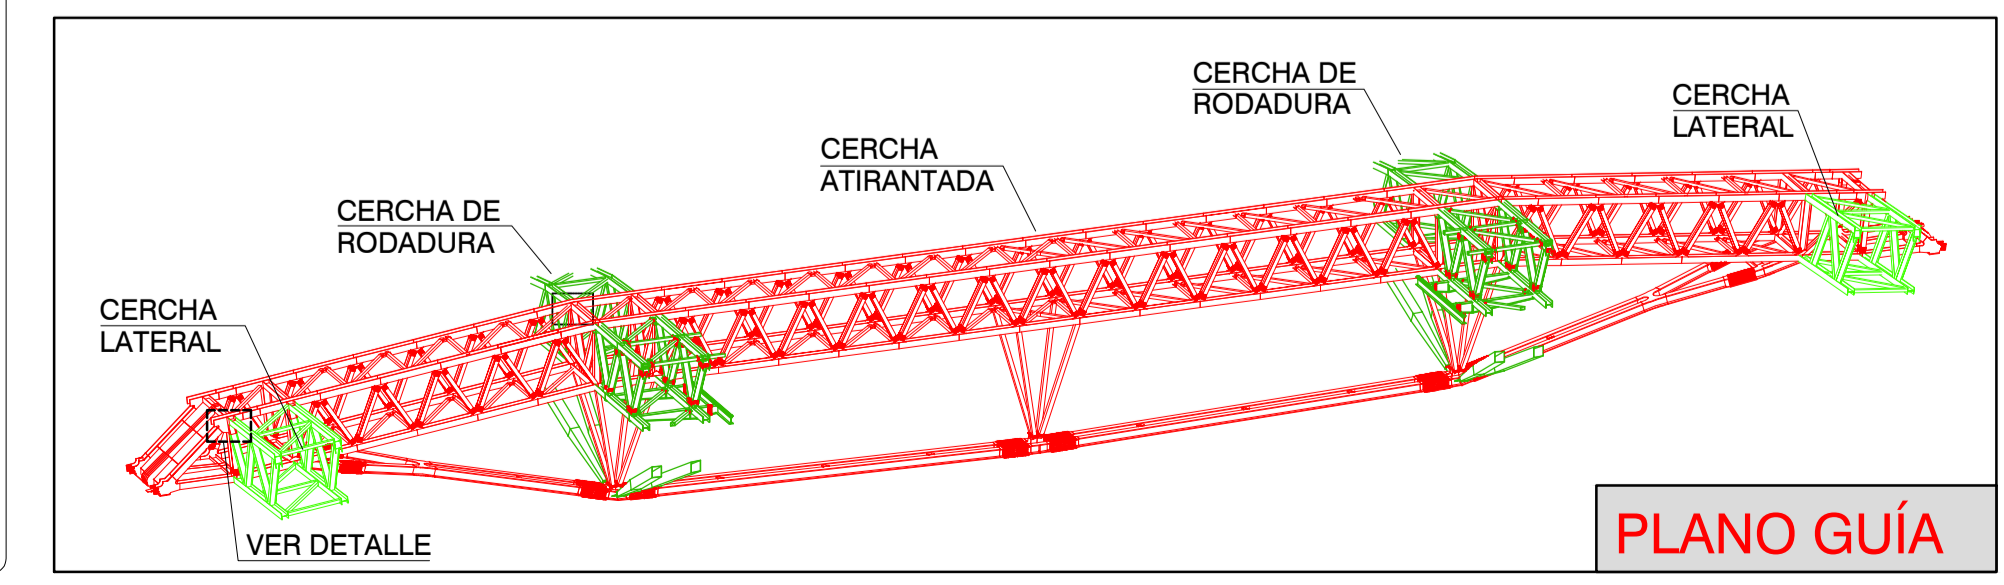 CERCHA DE
RODADURA
CERCHA
LATERAL
CERCHA
ATIRANTADA
CERCHA DE
RODADURA
CERCHA
LATERAL
VER DETALLE
PLANO GUÍA